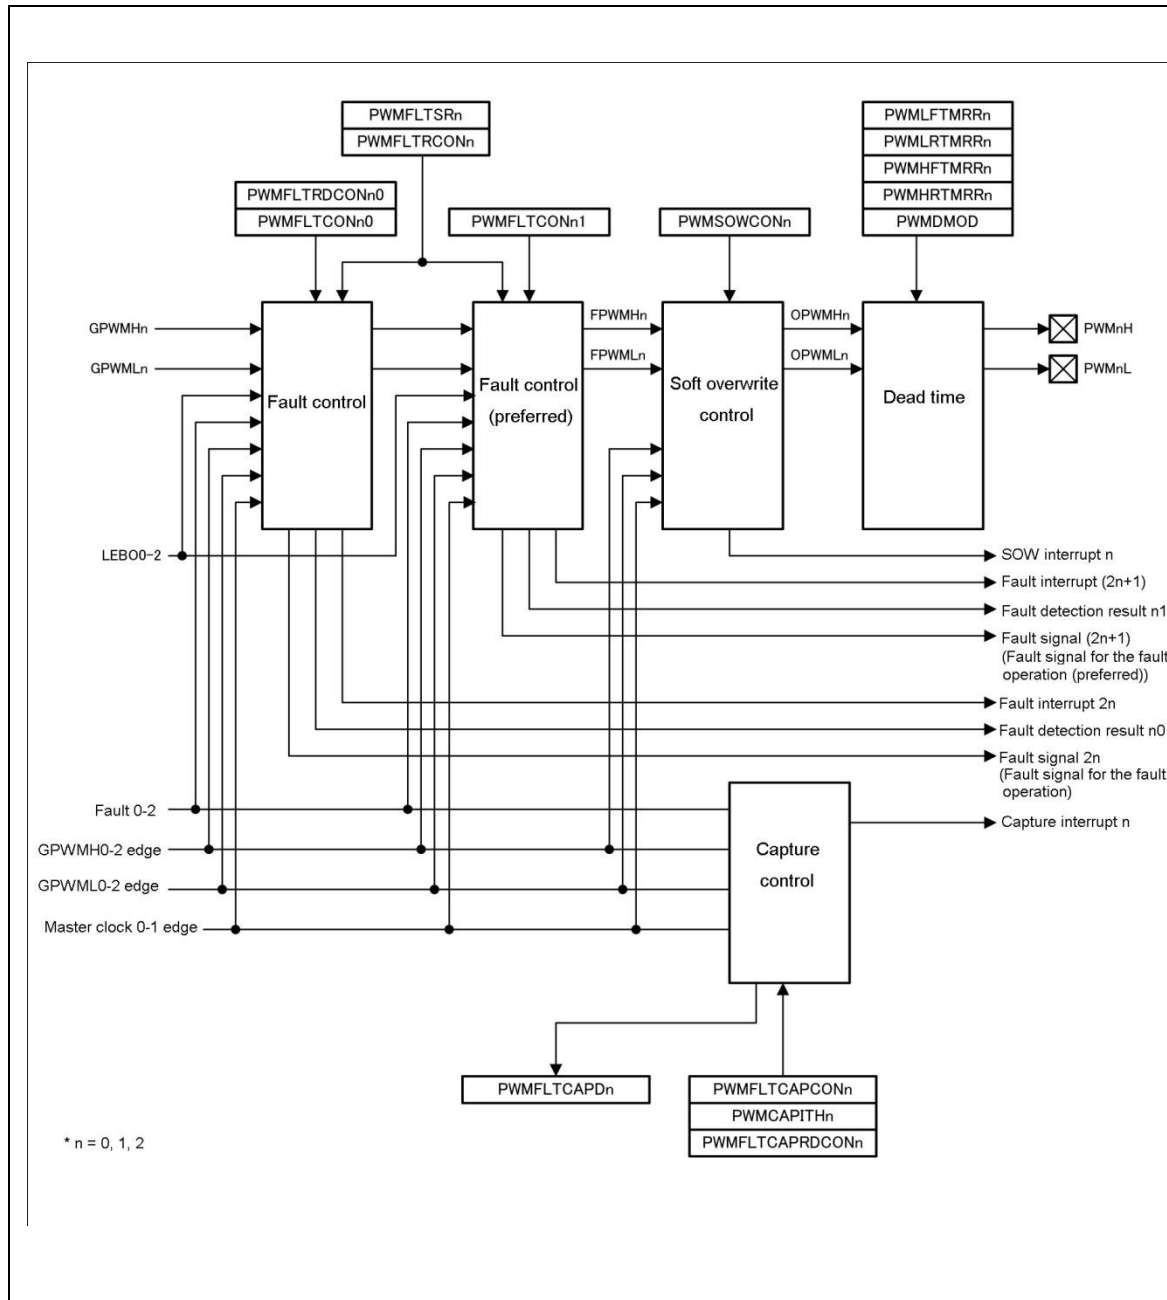 PWMFLTSRn
PWMFLTRCONn
PWMLFTMRRn
PWMLRTMRRn
PWMHFTMRRn
PWMHRTMRRn
PWMDMOD
PWMFLTRDCONn0
PWMFLTCONn0
PWMFLTCONn1
PWMSOWCONn
GPWMHn
GPWMLn
Fault control
Fault control
(preferred)
FPWMHn
FPWMLn
Soft overwrite
control
OPWMHn
OPWMLn
Dead time
PWMnH
PWMnL
LEBO0-2
SOW interrupt n
Fault interrupt (2n+1)
Fault detection result n1
Fault signal (2n+1)
(Fault signal for the fault
operation (preferred))
Fault interrupt 2n
Fault detection result n0
Fault signal 2n
(Fault signal for the fault
operation)
Fault 0-2
GPWMH0-2 edge
GPWML0-2 edge
Master clock 0-1 edge
Capture
control
Capture interrupt n
PWMFLTCAPDn
PWMFLTCAPCONn
PWMCAPITHn
PWMFLTCAPRDCONn
* n = 0, 1, 2